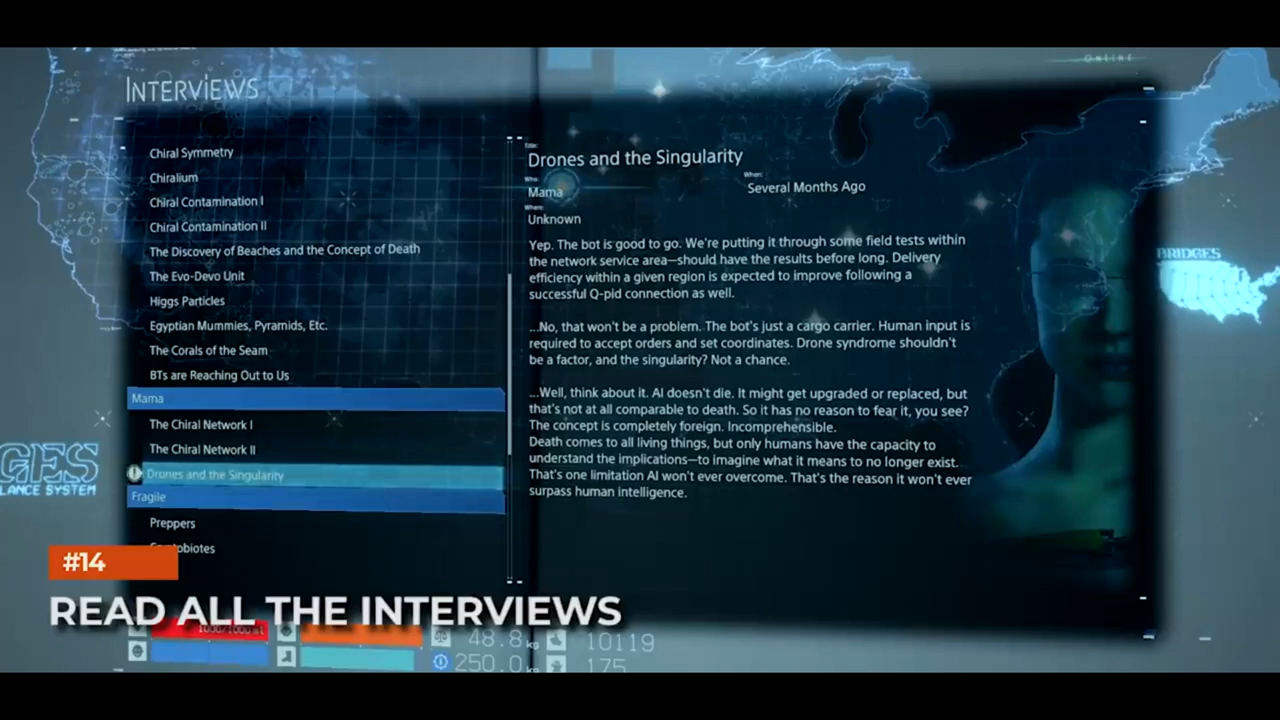 INTERVIEWS
ONLINE
Chiral Symmetry
Chiralium
Chiral Contamination I
Chiral Contamination II
The Discovery of Beaches and the Concept of Death
The Evo-Devo Unit
Higgs Particles
Egyptian Mummies, Pyramids, Etc.
The Corals of the Seam
BTs are Reaching Out to Us
Mama
The Chiral Network I
The Chiral Network II
Drones and the Singularity
Fragile
Preppers
Title:
Drones and the Singularity
Who:
Mama
When:
Several Months Ago
Where:
Unknown
Yep. The bot is good to go. We're putting it through some field tests within
the network service area—should have the results before long. Delivery
efficiency within a given region is expected to improve following a
successful Q-pid connection as well.
...No, that won't be a problem. The bot's just a cargo carrier. Human input is
required to accept orders and set coordinates. Drone syndrome shouldn't
be a factor, and the singularity? Not a chance.
...Well, think about it. AI doesn't die. It might get upgraded or replaced, but
that's not at all comparable to death. So it has no reason to fear it, you see?
The concept is completely foreign. Incomprehensible.
Death comes to all living things, but only humans have the capacity to
understand the implications—to imagine what it means to no longer exist.
That's one limitation AI won't ever overcome. That's the reason it won't ever
surpass human intelligence.
BRIDGES
GES
LANCE SYSTEM
#14
READ ALL THE INTERVIEWS
48.8 kg
10119
250.0 kg
175